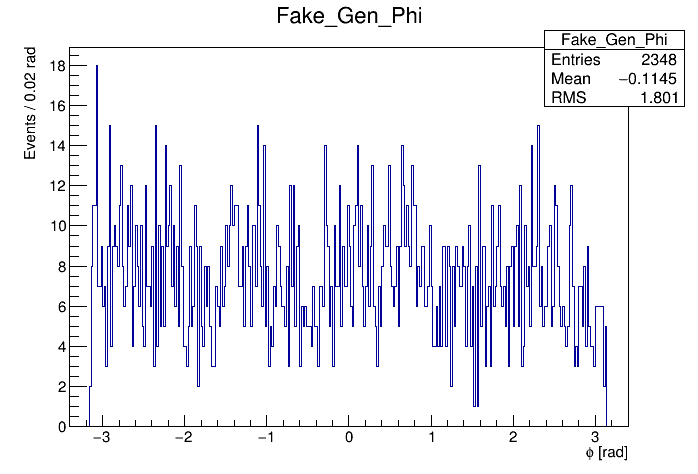 Fake_Gen_Phi
Fake_Gen_Phi
Entries 2348
Mean −0.1145
RMS 1.801
Events / 0.02 rad
18
16
14
12
10
8
6
4
2
0
−3 −2 −1 0 1 2 3
ϕ [rad]